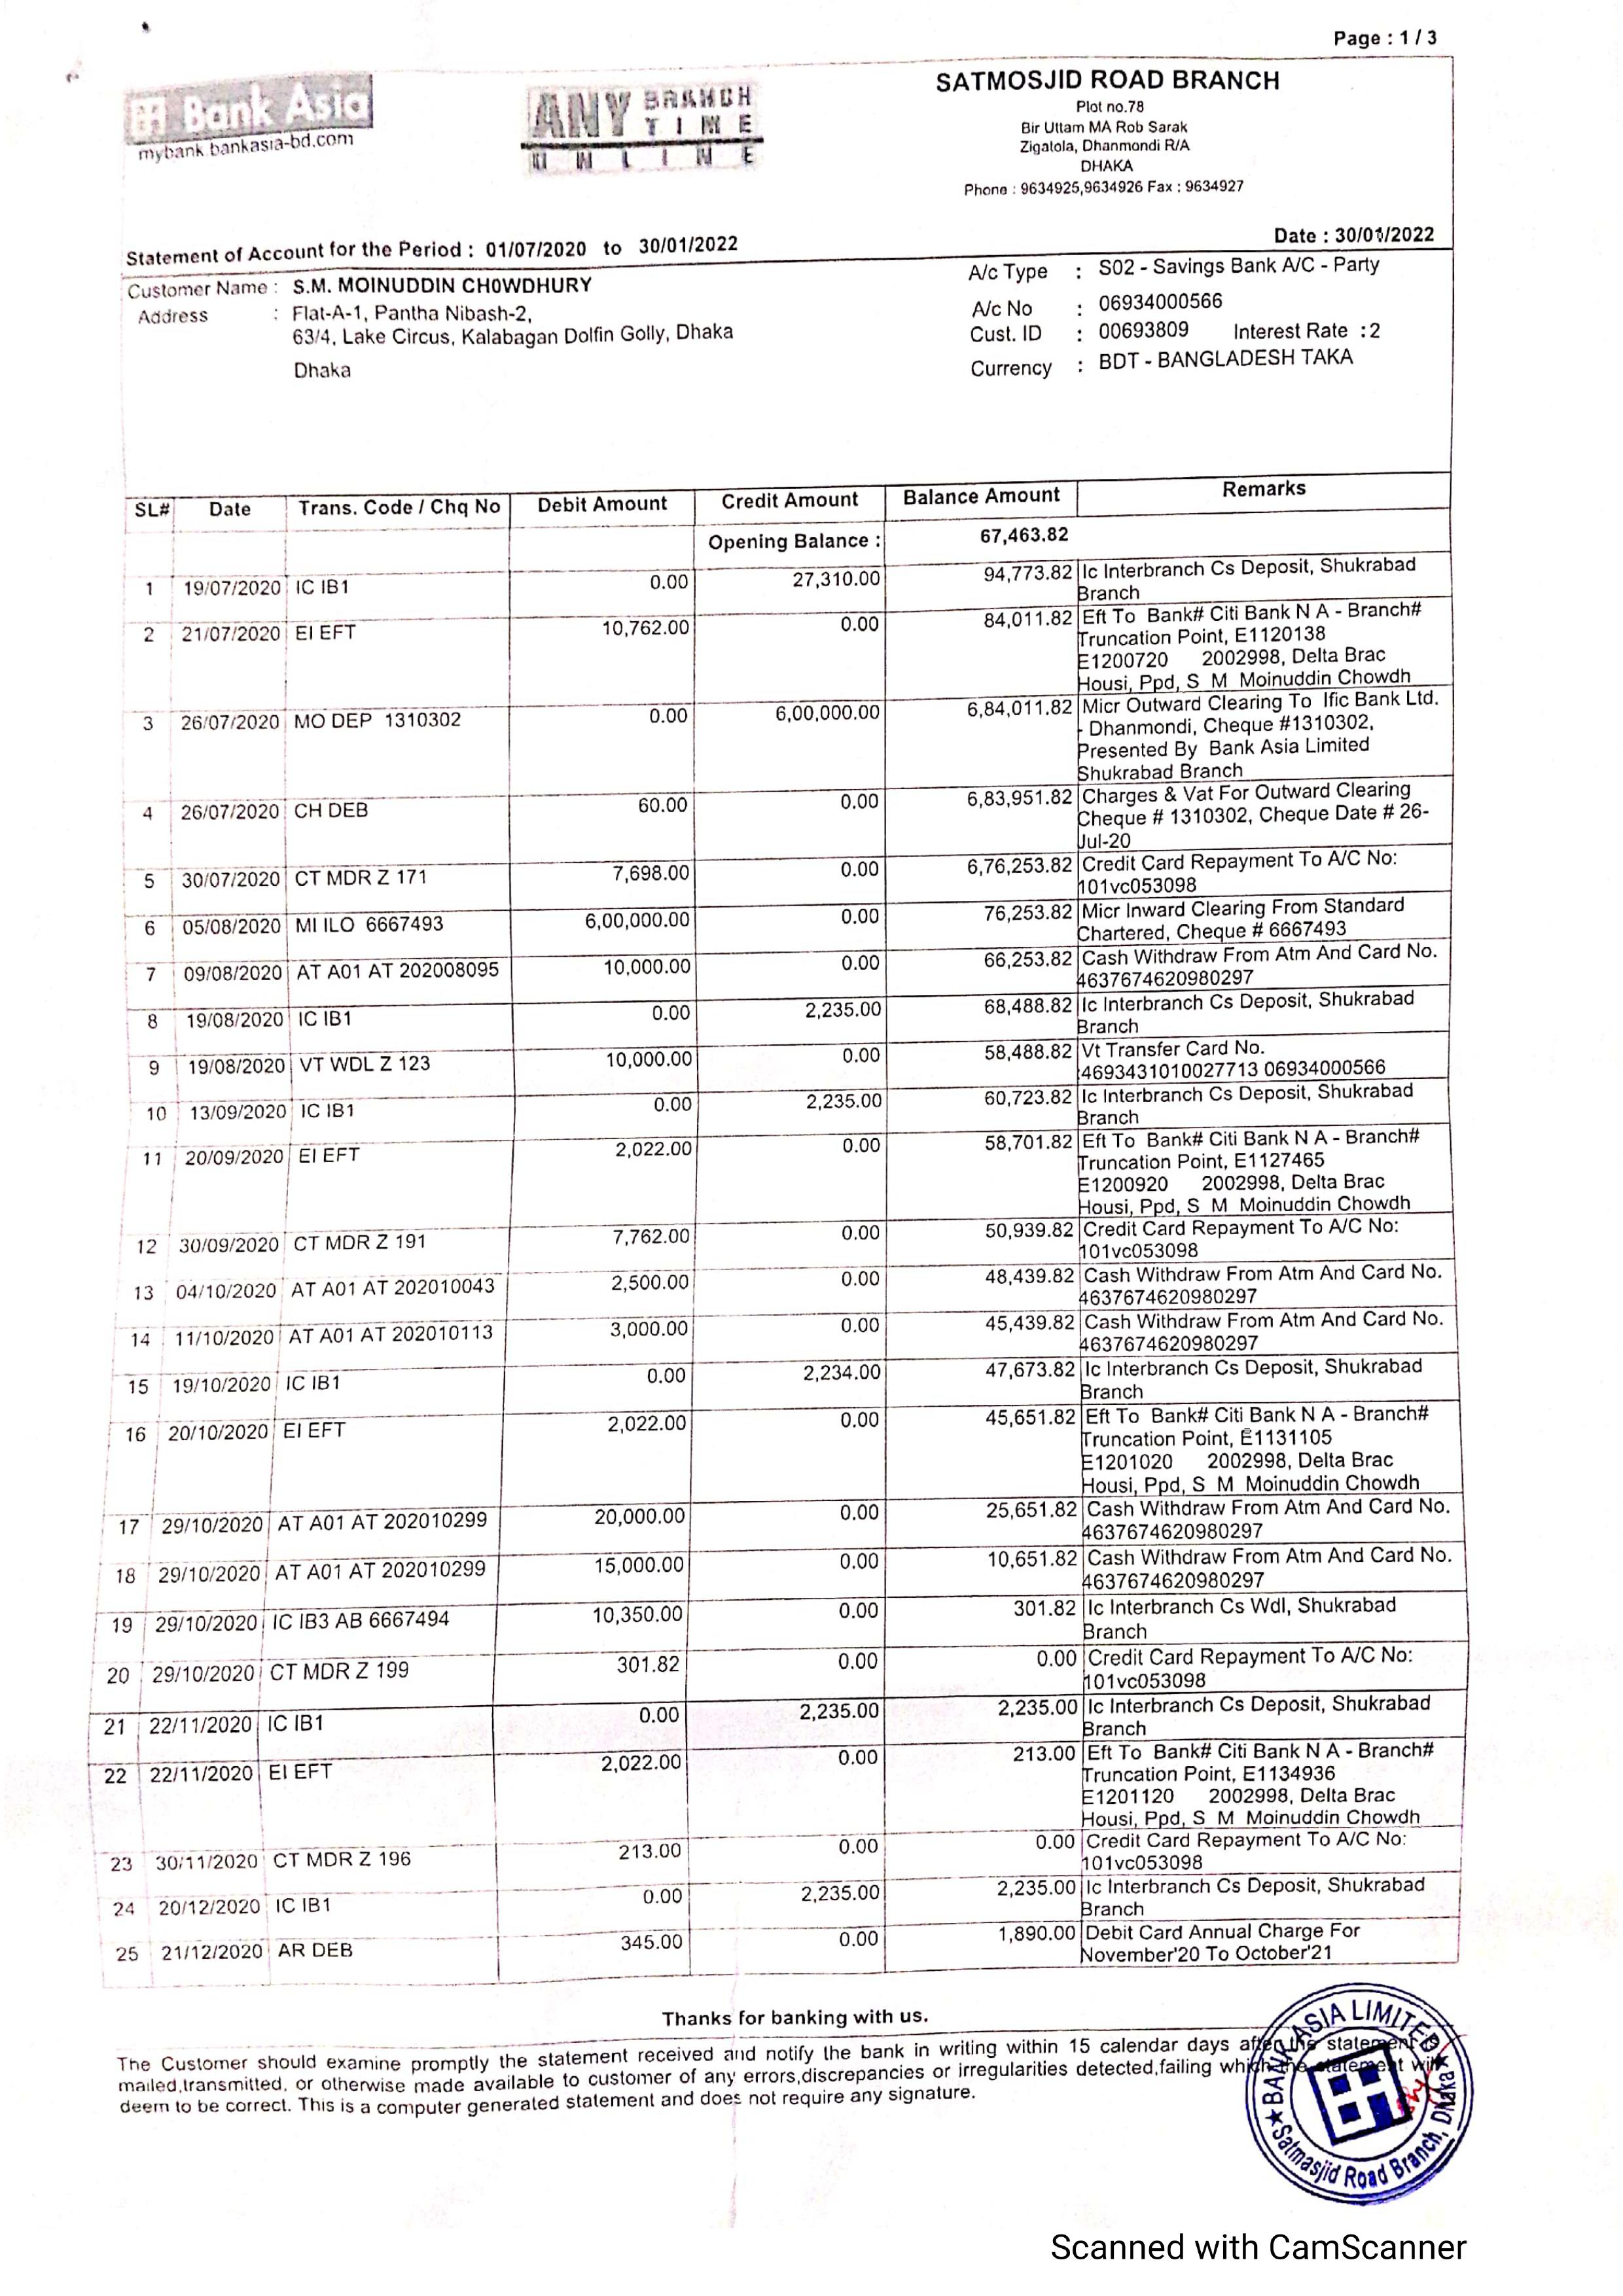 Page : 1 / 3
Bank Asia
mybank.bankasia-bd.com
ANY BRANCH
TIME
ONLINE
SATMOSJID ROAD BRANCH
Plot no.78
Bir Uttam MA Rob Sarak
Zigatola, Dhanmondi R/A
DHAKA
Phone : 9634925,9634926 Fax : 9634927
Statement of Account for the Period : 01/07/2020 to 30/01/2022
Date : 30/01/2022
Customer Name : S.M. MOINUDDIN CHOWDHURY
Address : Flat-A-1, Pantha Nibash-2,
63/4, Lake Circus, Kalabagan Dolfin Golly, Dhaka
Dhaka
A/c Type : S02 - Savings Bank A/C - Party
A/c No : 06934000566
Cust. ID : 00693809 Interest Rate : 2
Currency : BDT - BANGLADESH TAKA
SL# Date Trans. Code / Chq No Debit Amount Credit Amount Balance Amount Remarks
Opening Balance : 67,463.82
1 19/07/2020 IC IB1 0.00 27,310.00 94,773.82 Ic Interbranch Cs Deposit, Shukrabad
Branch
2 21/07/2020 EI EFT 10,762.00 0.00 84,011.82 Eft To Bank# Citi Bank N A - Branch#
Truncation Point, E1120138
E1200720 2002998, Delta Brac
Housi, Ppd, S M Moinuddin Chowdh
3 26/07/2020 MO DEP 1310302 0.00 6,00,000.00 6,84,011.82 Micr Outward Clearing To Ific Bank Ltd.
- Dhanmondi, Cheque #1310302,
Presented By Bank Asia Limited
Shukrabad Branch
4 26/07/2020 CH DEB 60.00 0.00 6,83,951.82 Charges & Vat For Outward Clearing
Cheque # 1310302, Cheque Date # 26-
Jul-20
5 30/07/2020 CT MDR Z 171 7,698.00 0.00 6,76,253.82 Credit Card Repayment To A/C No:
101vc053098
6 05/08/2020 MI ILO 6667493 6,00,000.00 0.00 76,253.82 Micr Inward Clearing From Standard
Chartered, Cheque # 6667493
7 09/08/2020 AT A01 AT 202008095 10,000.00 0.00 66,253.82 Cash Withdraw From Atm And Card No.
4637674620980297
8 19/08/2020 IC IB1 0.00 2,235.00 68,488.82 Ic Interbranch Cs Deposit, Shukrabad
Branch
9 19/08/2020 VT WDL Z 123 10,000.00 0.00 58,488.82 Vt Transfer Card No.
4693431010027713 06934000566
10 13/09/2020 IC IB1 0.00 2,235.00 60,723.82 Ic Interbranch Cs Deposit, Shukrabad
Branch
11 20/09/2020 EI EFT 2,022.00 0.00 58,701.82 Eft To Bank# Citi Bank N A - Branch#
Truncation Point, E1127465
E1200920 2002998, Delta Brac
Housi, Ppd, S M Moinuddin Chowdh
12 30/09/2020 CT MDR Z 191 7,762.00 0.00 50,939.82 Credit Card Repayment To A/C No:
101vc053098
13 04/10/2020 AT A01 AT 202010043 2,500.00 0.00 48,439.82 Cash Withdraw From Atm And Card No.
4637674620980297
14 11/10/2020 AT A01 AT 202010113 3,000.00 0.00 45,439.82 Cash Withdraw From Atm And Card No.
4637674620980297
15 19/10/2020 IC IB1 0.00 2,234.00 47,673.82 Ic Interbranch Cs Deposit, Shukrabad
Branch
16 20/10/2020 EI EFT 2,022.00 0.00 45,651.82 Eft To Bank# Citi Bank N A - Branch#
Truncation Point, E1131105
E1201020 2002998, Delta Brac
Housi, Ppd, S M Moinuddin Chowdh
17 29/10/2020 AT A01 AT 202010299 20,000.00 0.00 25,651.82 Cash Withdraw From Atm And Card No.
4637674620980297
18 29/10/2020 AT A01 AT 202010299 15,000.00 0.00 10,651.82 Cash Withdraw From Atm And Card No.
4637674620980297
19 29/10/2020 IC IB3 AB 6667494 10,350.00 0.00 301.82 Ic Interbranch Cs Wdl, Shukrabad
Branch
20 29/10/2020 CT MDR Z 199 301.82 0.00 0.00 Credit Card Repayment To A/C No:
101vc053098
21 22/11/2020 IC IB1 0.00 2,235.00 2,235.00 Ic Interbranch Cs Deposit, Shukrabad
Branch
22 22/11/2020 EI EFT 2,022.00 0.00 213.00 Eft To Bank# Citi Bank N A - Branch#
Truncation Point, E1134936
E1201120 2002998, Delta Brac
Housi, Ppd, S M Moinuddin Chowdh
23 30/11/2020 CT MDR Z 196 213.00 0.00 0.00 Credit Card Repayment To A/C No:
101vc053098
24 20/12/2020 IC IB1 0.00 2,235.00 2,235.00 Ic Interbranch Cs Deposit, Shukrabad
Branch
25 21/12/2020 AR DEB 345.00 0.00 1,890.00 Debit Card Annual Charge For
November'20 To October'21
Thanks for banking with us.
The Customer should examine promptly the statement received and notify the bank in writing within 15 calendar days after the statement is
mailed,transmitted, or otherwise made available to customer of any errors,discrepancies or irregularities detected,failing which the statement will
deem to be correct. This is a computer generated statement and does not require any signature.
BANK ASIA LIMITED
★ Satmasjid Road Branch, Dhaka ★
Scanned with CamScanner